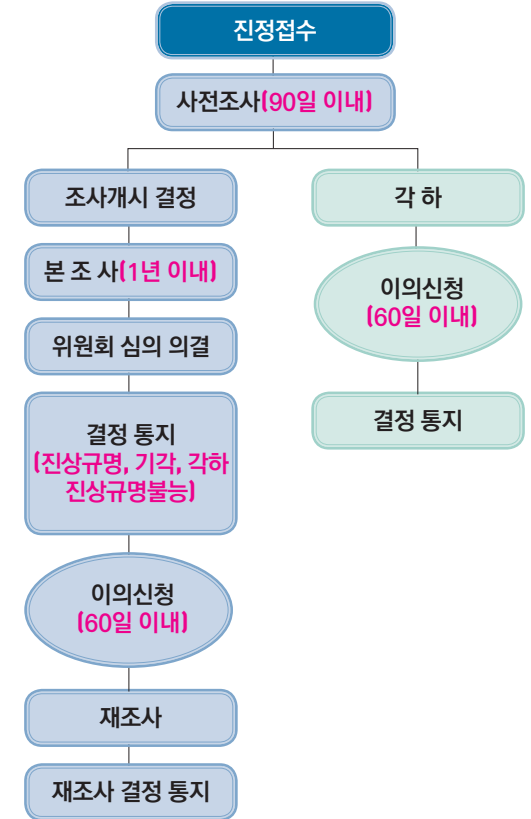 진정접수
사전조사(90일 이내)
조사개시 결정
본 조 사(1년 이내)
위원회 심의 의결
결정 통지
(진상규명, 기각, 각하
진상규명불능)
이의신청
(60일 이내)
재조사
재조사 결정 통지
각 하
이의신청
(60일 이내)
결정 통지